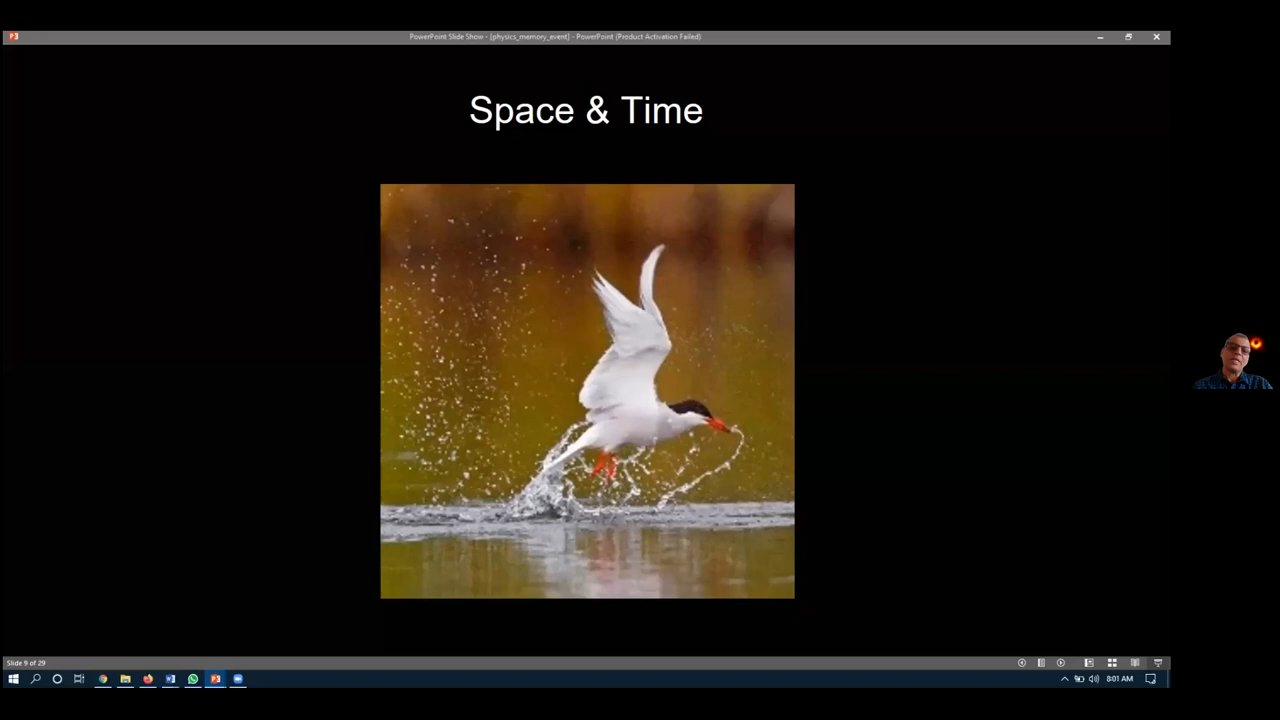 PowerPoint Slide Show - [physics_memory_event] - PowerPoint (Product Activation Failed)
Space & Time
Slide 9 of 29
8:01 AM